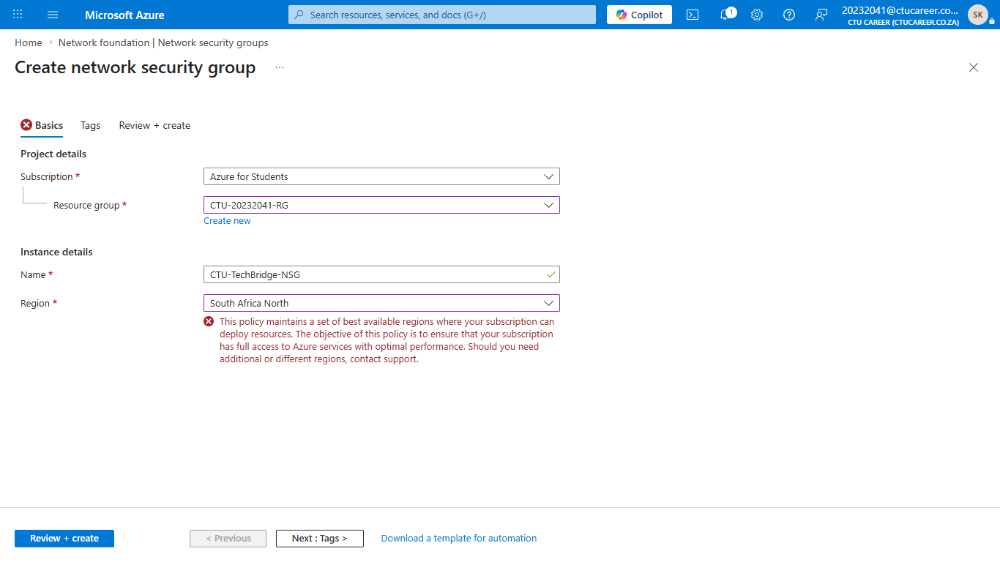 Microsoft Azure
Search resources, services, and docs (G+/)
Copilot
1
20232041@ctucareer.co...
CTU CAREER (CTUCAREER.CO.ZA)
SK
Home > Network foundation | Network security groups
Create network security group ...
Basics
Tags
Review + create
Project details
Subscription *
Azure for Students
Resource group *
CTU-20232041-RG
Create new
Instance details
Name *
CTU-TechBridge-NSG
Region *
South Africa North
This policy maintains a set of best available regions where your subscription can
deploy resources. The objective of this policy is to ensure that your subscription
has full access to Azure services with optimal performance. Should you need
additional or different regions, contact support.
Review + create
< Previous
Next : Tags >
Download a template for automation